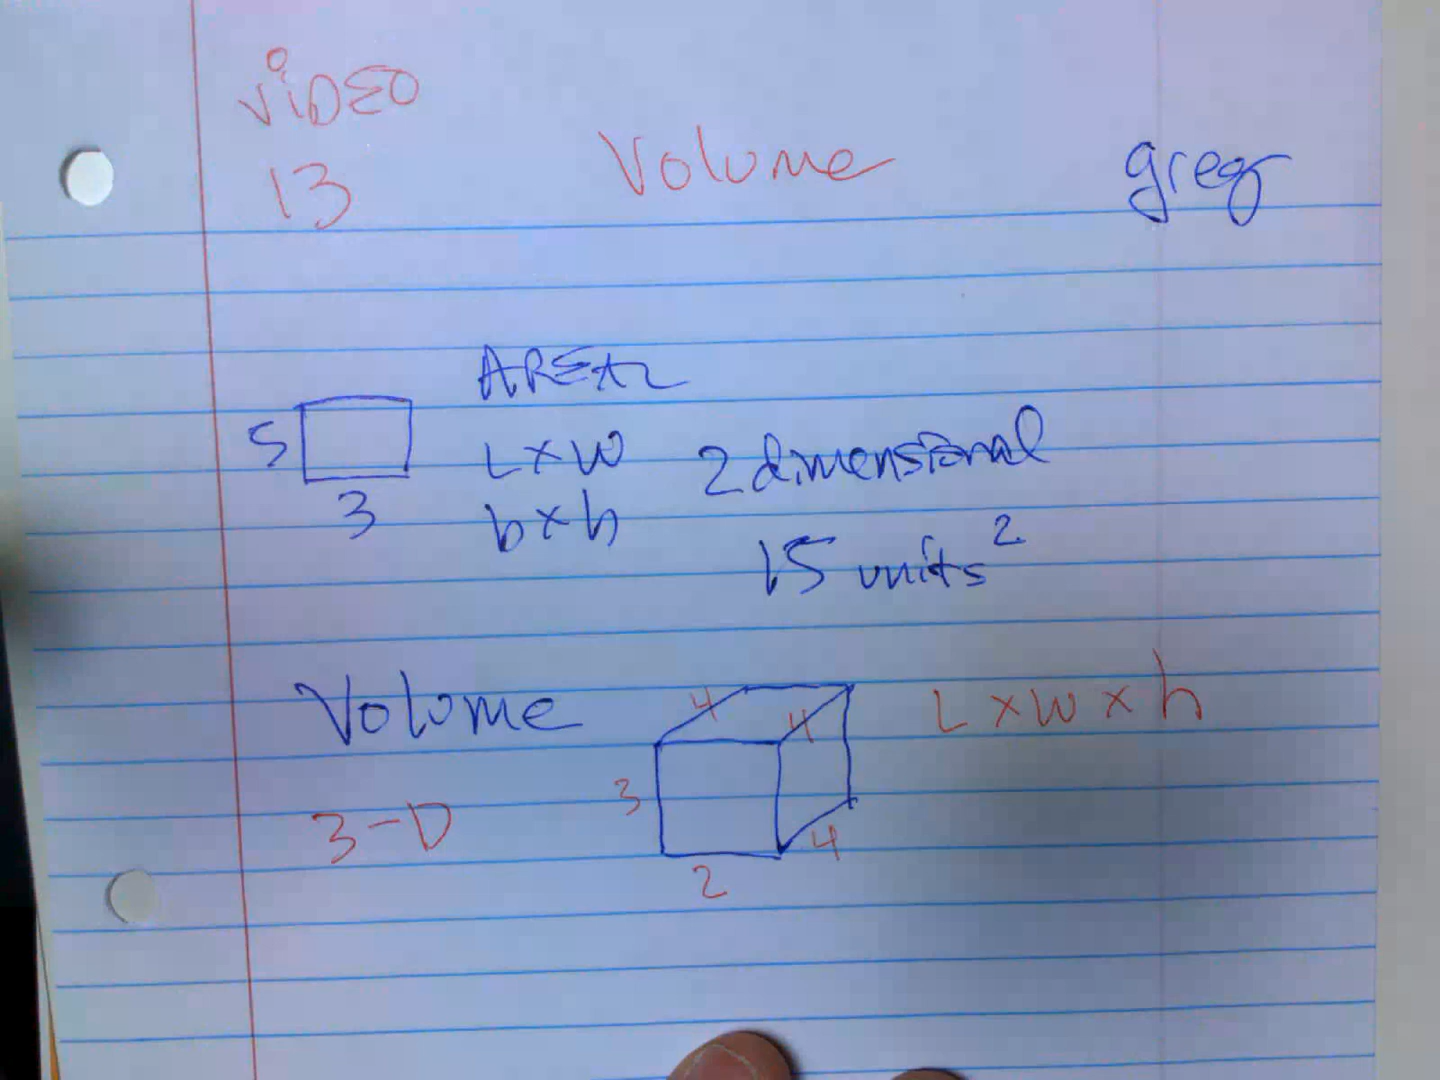 ViDEO
13
Volume
greg
AREA
5
3
L x W
b x h
2 dimensional
15 units²
Volume
3-D
4
4
3
4
2
L x W x h